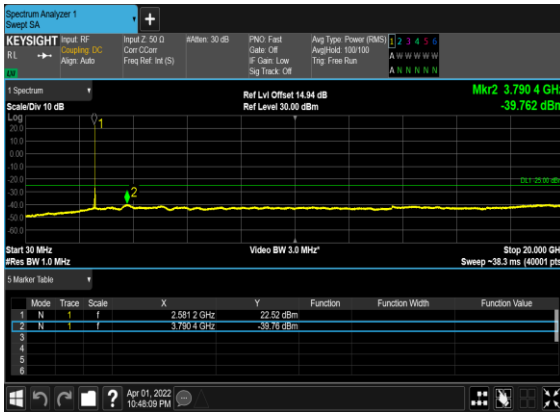 Spectrum Analyzer 1
Swept SA
+
KEYSIGHT Input: RF Input Z: 50 Ω #Atten: 30 dB PNO: Fast Avg Type: Power (RMS) 1 2 3 4 5 6
RL Coupling: DC Corr CCorr Gate: Off Avg|Hold: 100/100 A W W W W W
Align: Auto Freq Ref: Int (S) IF Gain: Low Trig: Free Run
Sig Track: Off A N N N N N
1 Spectrum Ref Lvl Offset 14.94 dB Mkr2 3.790 4 GHz
Scale/Div 10 dB Ref Level 30.00 dBm -39.762 dBm
Log
20.0
10.0
0.00
-10.0
-20.0
-30.0
-40.0
-50.0
-60.0
1
2
DL1 -25.00 dBm
Start 30 MHz Video BW 3.0 MHz* Stop 20.000 GHz
#Res BW 1.0 MHz Sweep ~38.3 ms (40001 pts)
5 Marker Table
Mode Trace Scale X Y Function Function Width Function Value
1 N 1 f 2.581 2 GHz 22.52 dBm
2 N 1 f 3.790 4 GHz -39.76 dBm
3
4
5
6
?
Apr 01, 2022
10:48:09 PM